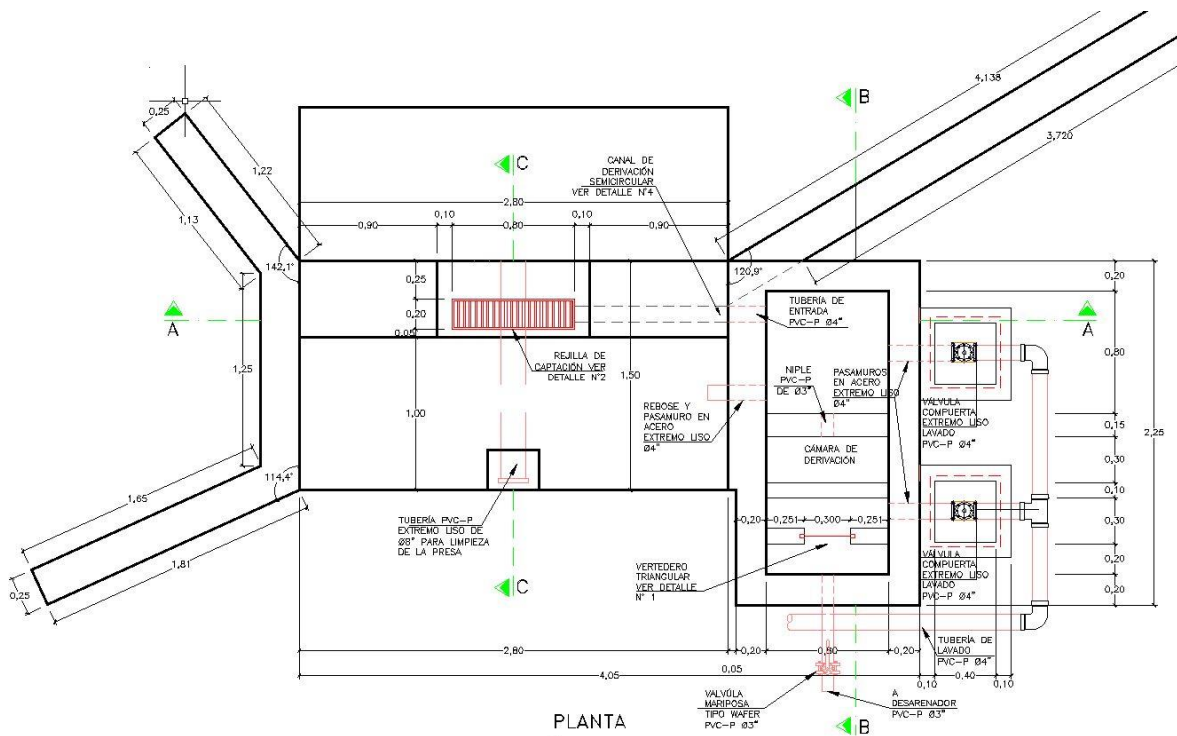 4,138
B
0,25
3,720
1,22
C
CANAL DE
DERIVACIÓN
SEMICIRCULAR
VER DETALLE N°4
1,13
2,80
0,10
0,10
0,90
0,80
0,90
142,1°
120,9°
0,25
0,20
0,20
0,05
A
TUBERÍA DE
ENTRADA
PVC-P Ø4"
A
0,80
REJILLA DE
CAPTACIÓN VER
DETALLE N°2
1,25
1,50
NIPLE
PVC-P
DE Ø3"
PASAMUROS
EN ACERO
EXTREMO LISO
Ø4"
1,00
REBOSE Y
PASAMURO EN
ACERO
EXTREMO LISO
Ø4"
VÁLVULA
COMPUERTA
EXTREMO LISO
LAVADO
PVC-P Ø4"
0,15
2,25
CÁMARA DE
DERIVACIÓN
0,30
114,4°
0,10
1,65
TUBERÍA PVC-P
EXTREMO LISO DE
Ø8" PARA LIMPIEZA
DE LA PRESA
0,20
0,251
0,300
0,251
0,30
1,81
0,25
VERTEDERO
TRIANGULAR
VER DETALLE
N° 1
VÁLVULA
COMPUERTA
EXTREMO LISO
LAVADO
PVC-P Ø4"
0,20
C
0,20
2,80
0,20
0,80
0,20
TUBERÍA DE
LAVADO
PVC-P Ø4"
4,05
0,05
0,10
0,40
0,10
VALVÚLA
MARIPOSA
TIPO WAFER
PVC-P Ø3"
A
DESARENADOR
PVC-P Ø3"
PLANTA
B